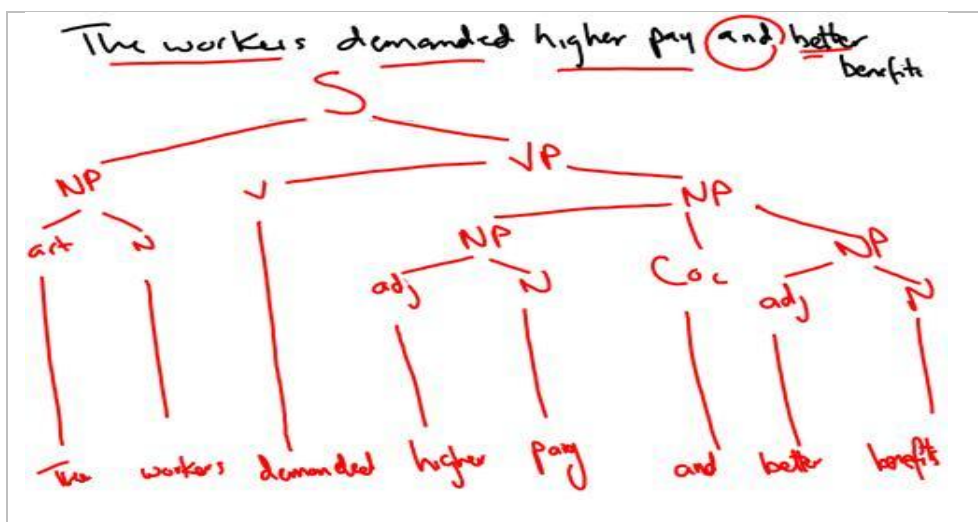 The workers demanded higher pay and better
benefits
S
NP VP
V NP
art N NP Coc NP
adj N adj N
The workers demanded higher pay and better benefits